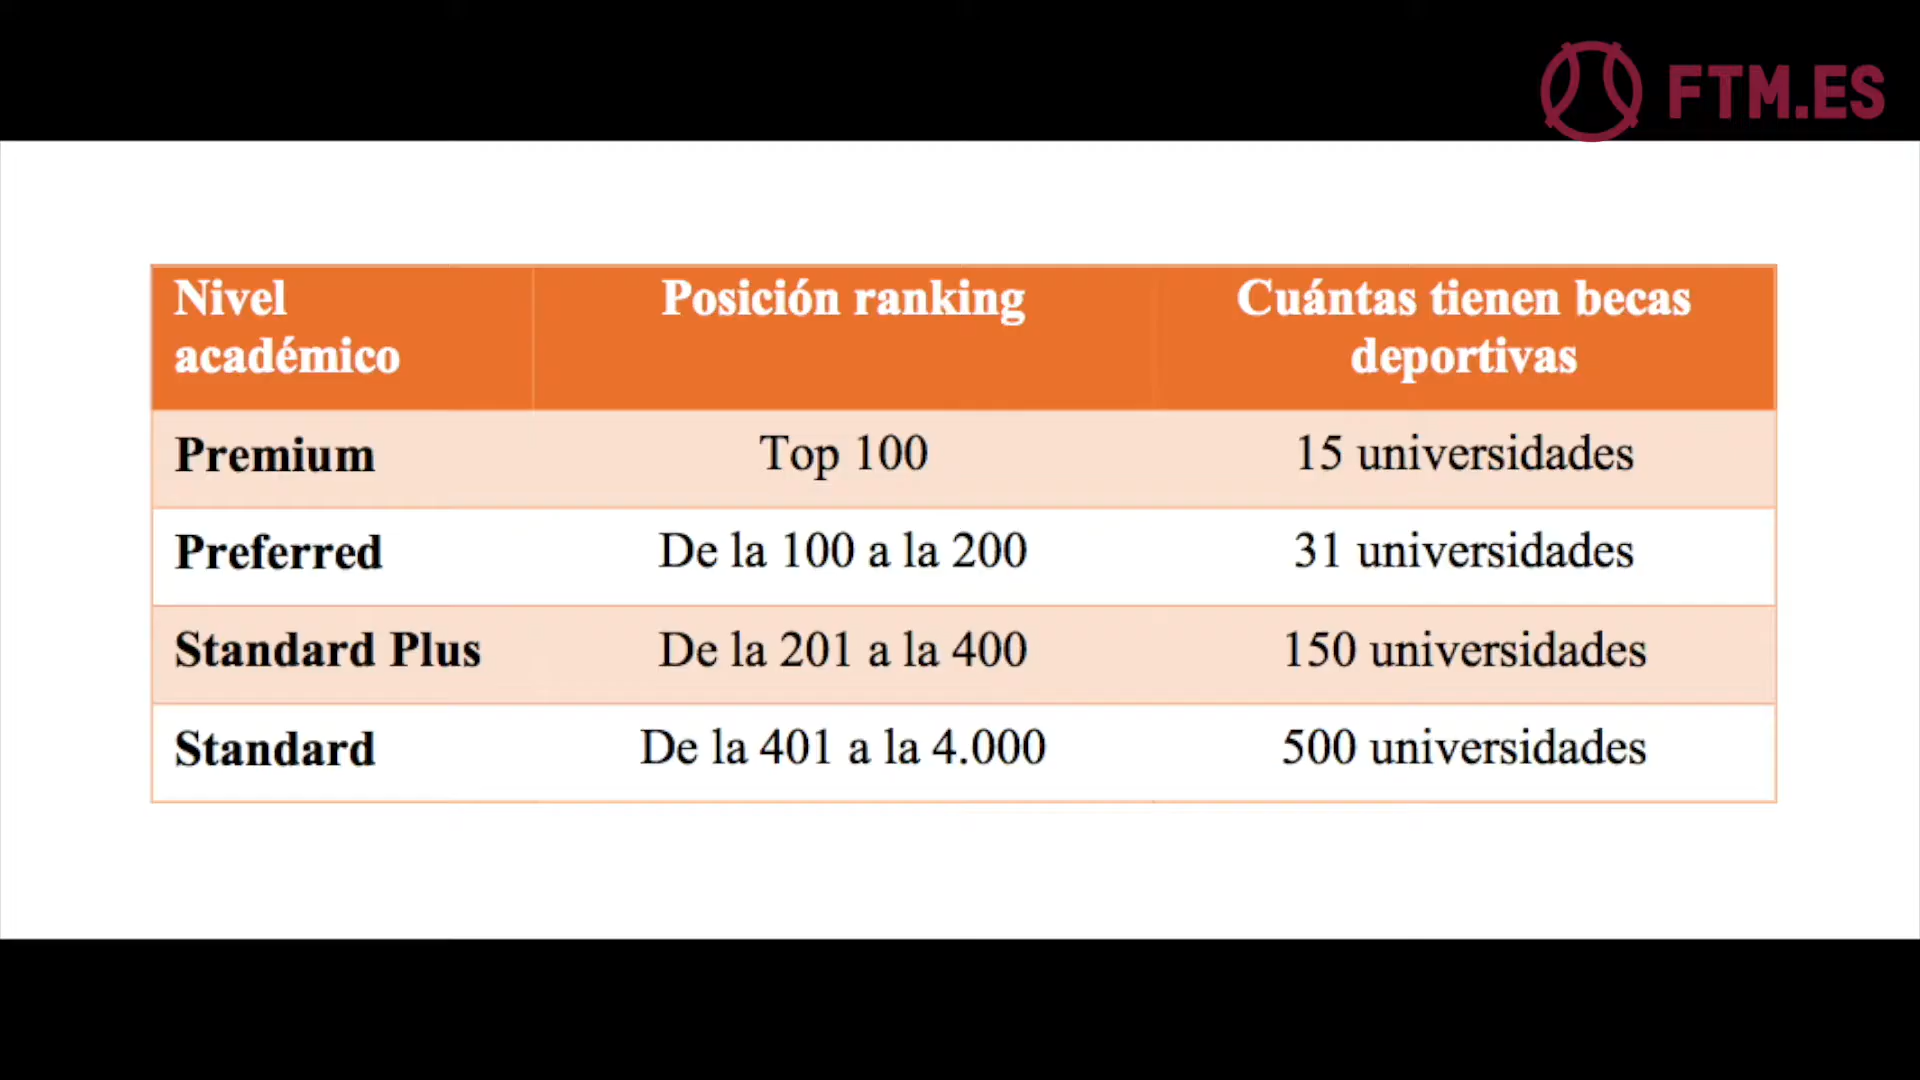 FTM.ES
Nivel académico Posición ranking Cuántas tienen becas deportivas
Premium Top 100 15 universidades
Preferred De la 100 a la 200 31 universidades
Standard Plus De la 201 a la 400 150 universidades
Standard De la 401 a la 4.000 500 universidades